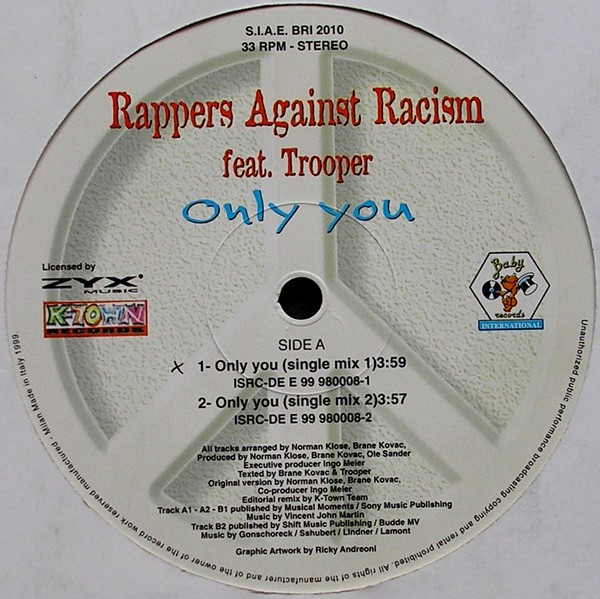 S.I.A.E. BRI 2010
33 RPM - STEREO
Rappers Against Racism
feat. Trooper
only you
Licensed by
ZYX
MUSIC
K-TOWN
RECORDS
Baby
records
INTERNATIONAL
SIDE A
x 1- Only you (single mix 1)3:59
ISRC-DE E 99 980008-1
2- Only you (single mix 2)3:57
ISRC-DE E 99 980008-2
All tracks arranged by Norman Klose, Brane Kovac,
Produced by Norman Klose, Brane Kovac, Ole Sander
Executive producer Ingo Meier
Texted by Brane Kovac & Trooper
Original version by Norman Klose, Brane Kovac,
Co-producer Ingo Meier
Editorial remix by K-Town Team
Track A1 - A2 - B1 published by Musical Moments / Sony Music Publishing
Music by Vincent John Martin
Track B2 published by Shift Music Publishing / Budde MV
Music by Gonschoreck / Sshubert / Lindner / Lamont
Graphic Artwork by Ricky Andreoni
Unauthorized public performance broadcasting copying and rental prohibited. All rights of the manufacturer and of the owner of the record work reserved manufactured - Milan Made in Italy 1999